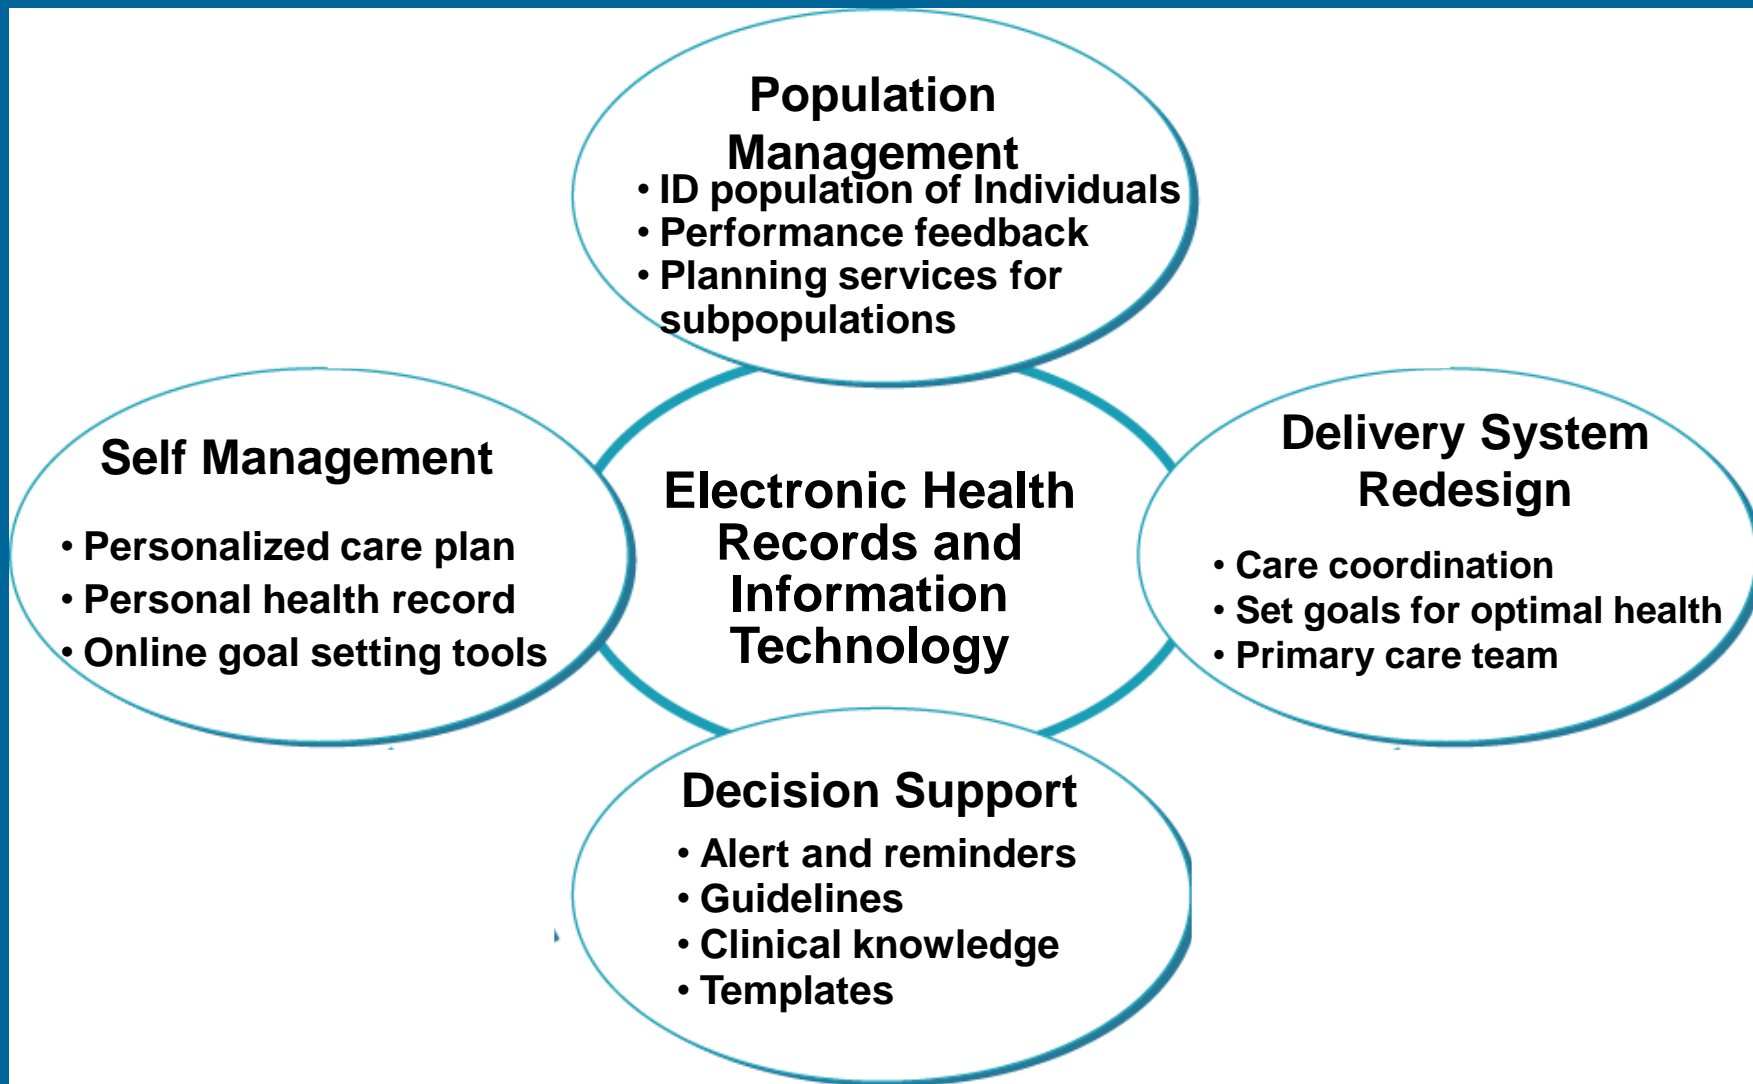 Population
Management
• ID population of Individuals
• Performance feedback
• Planning services for
subpopulations
Self Management
• Personalized care plan
• Personal health record
• Online goal setting tools
Electronic Health
Records and
Information
Technology
Delivery System
Redesign
• Care coordination
• Set goals for optimal health
• Primary care team
Decision Support
• Alert and reminders
• Guidelines
• Clinical knowledge
• Templates